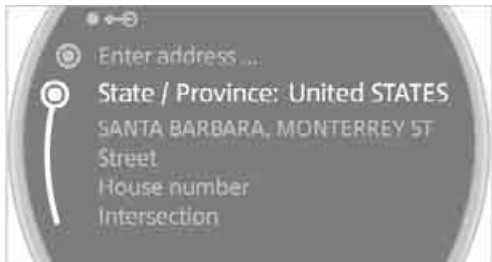 Enter address ...
State / Province: United STATES
SANTA BARBARA, MONTERREY ST
Street
House number
Intersection